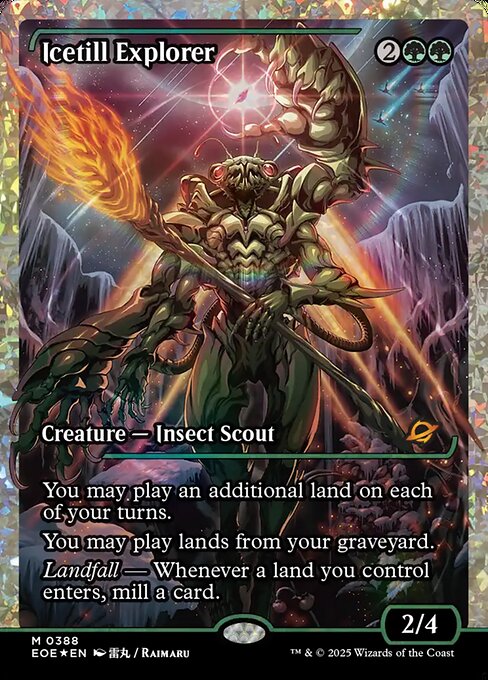 Icetill Explorer
2
Creature — Insect Scout
You may play an additional land on each
of your turns.
You may play lands from your graveyard.
Landfall — Whenever a land you control
enters, mill a card.
2/4
M 0388
EOE★EN 雷丸/Raimaru
™ & © 2025 Wizards of the Coast